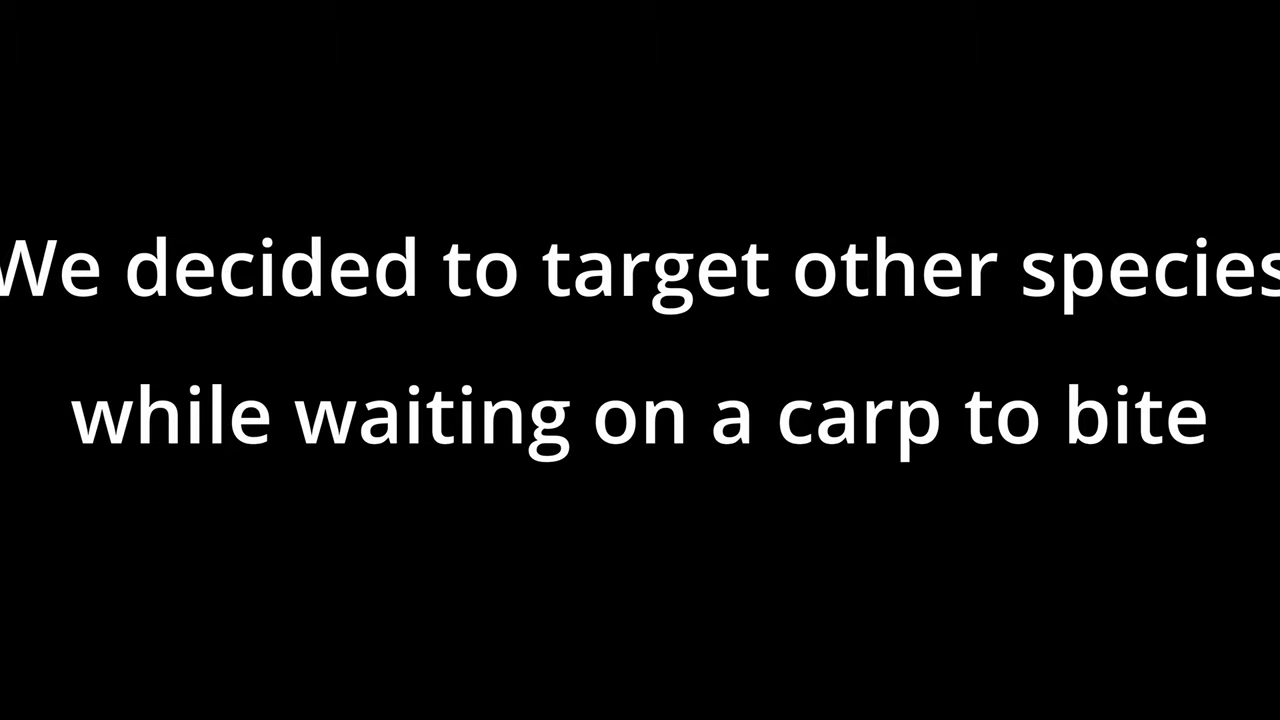 We decided to target other species
while waiting on a carp to bite